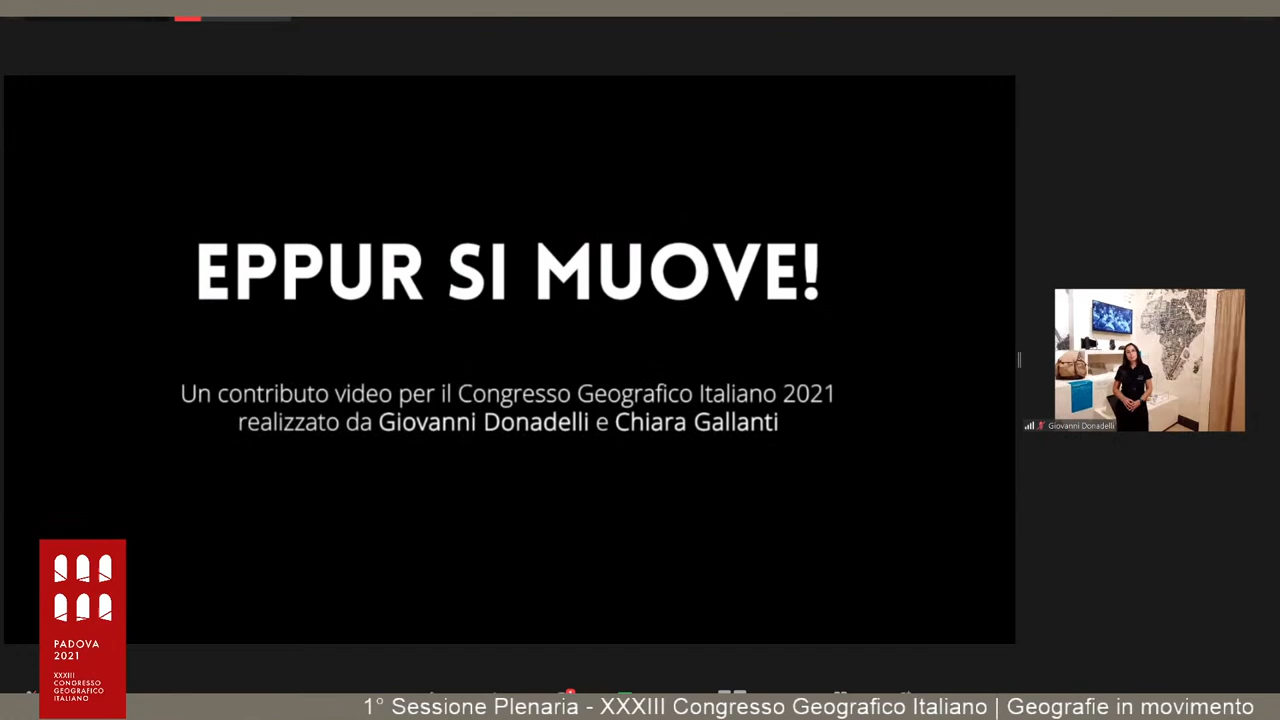 EPPUR SI MUOVE!
Un contributo video per il Congresso Geografico Italiano 2021
realizzato da Giovanni Donadelli e Chiara Gallanti
Giovanni Donadelli
PADOVA
2021
XXXIII
CONGRESSO
GEOGRAFICO
ITALIANO
1° Sessione Plenaria - XXXIII Congresso Geografico Italiano | Geografie in movimento